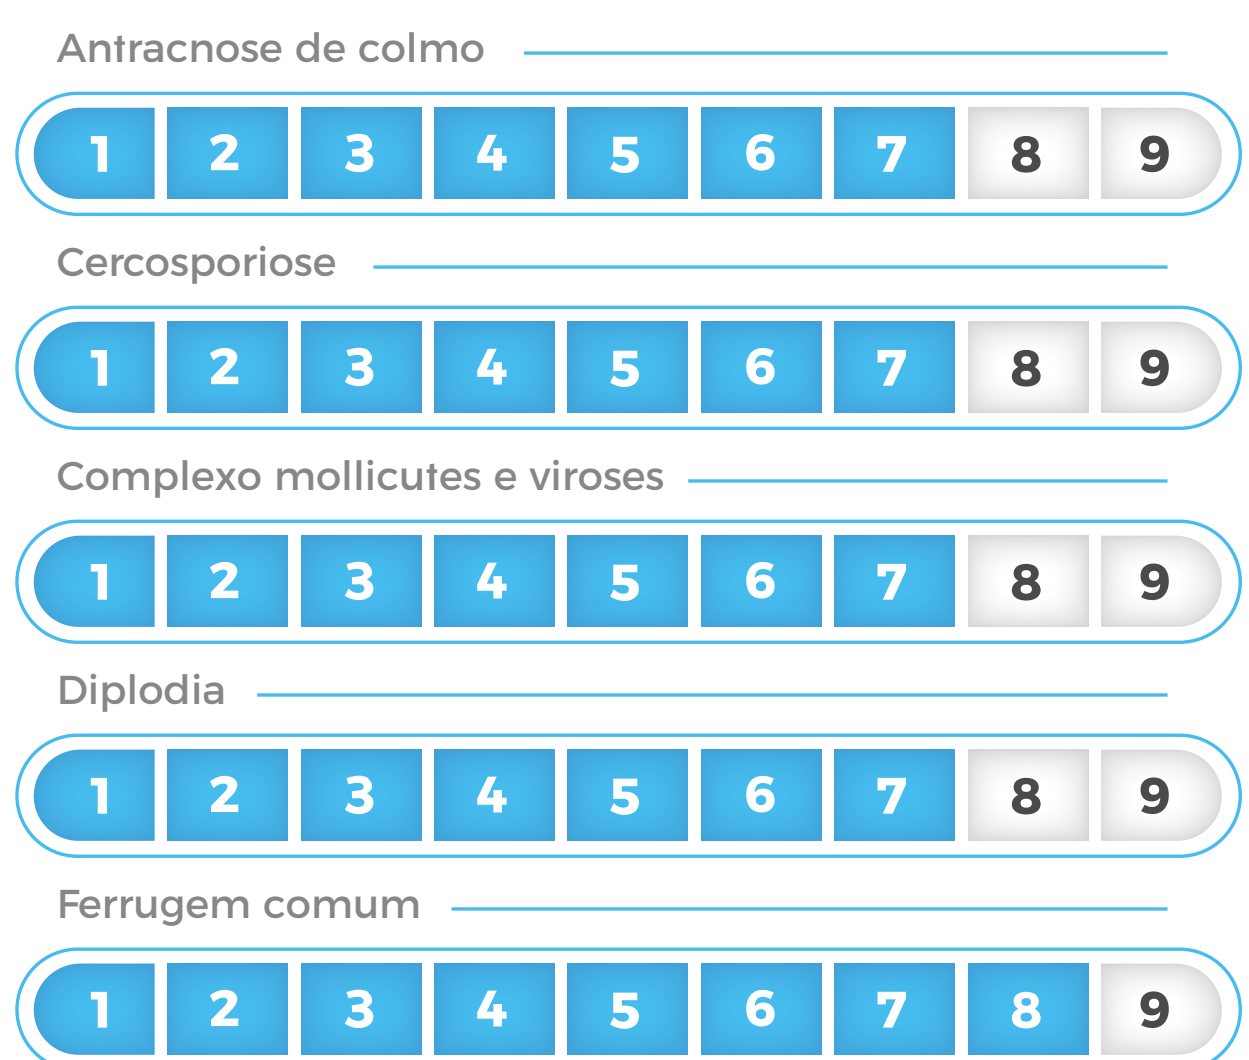 Antracnose de colmo
1 2 3 4 5 6 7 8 9
Cercosporiose
1 2 3 4 5 6 7 8 9
Complexo mollicutes e viroses
1 2 3 4 5 6 7 8 9
Diplodia
1 2 3 4 5 6 7 8 9
Ferrugem comum
1 2 3 4 5 6 7 8 9